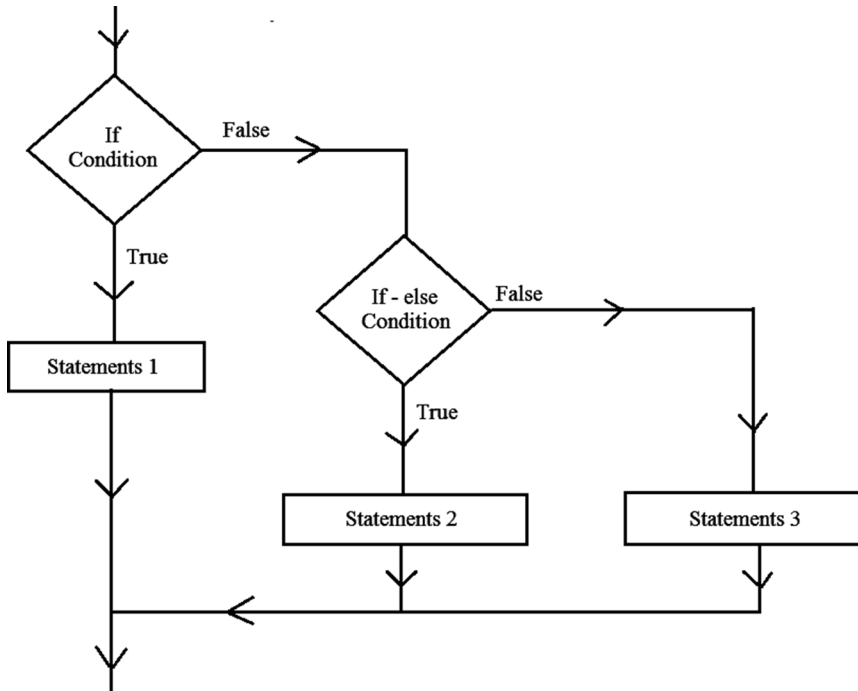 If
Condition
False
True
If - else
Condition
False
Statements 1
True
Statements 2
Statements 3